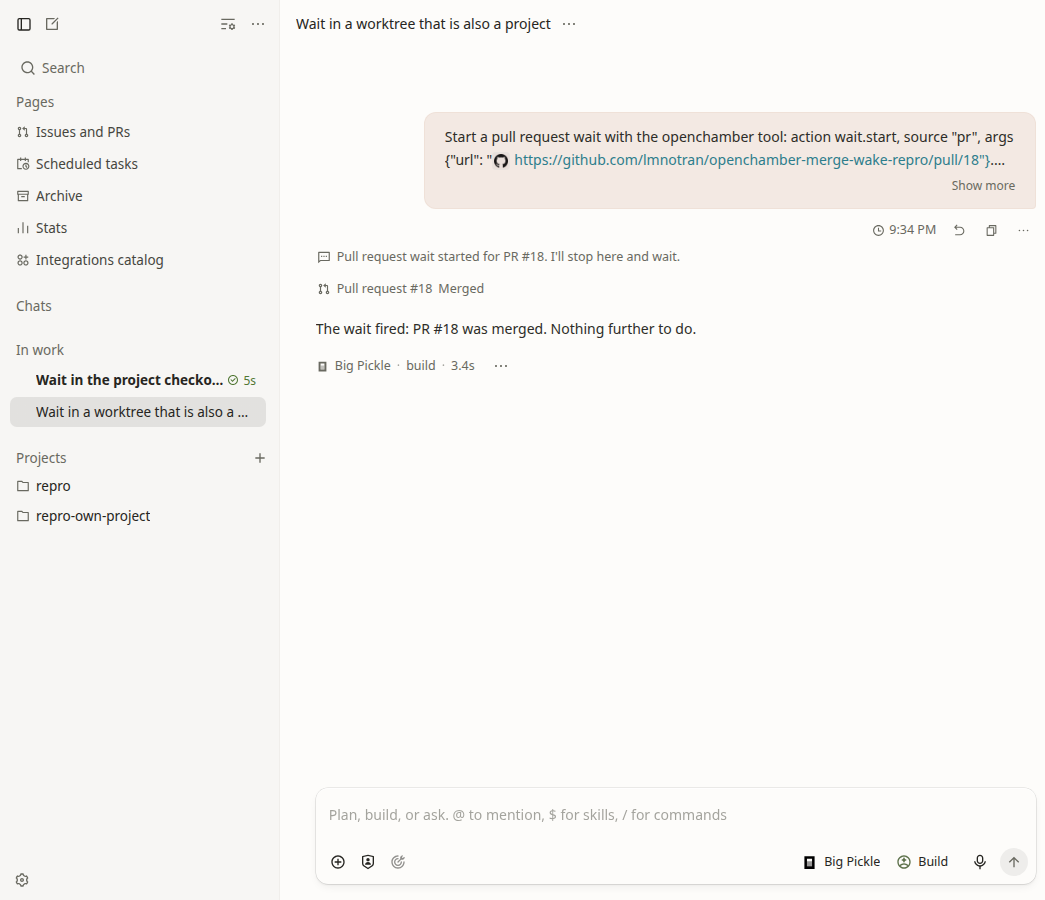 Wait in a worktree that is also a project
Search
Pages
Issues and PRs
Scheduled tasks
Archive
Stats
Integrations catalog
Chats
In work
Wait in the project checko... 5s
Wait in a worktree that is also a ...
Projects
repro
repro-own-project
Start a pull request wait with the openchamber tool: action wait.start, source "pr", args
{"url": "https://github.com/lmnotran/openchamber-merge-wake-repro/pull/18"}....
Show more
9:34 PM
Pull request wait started for PR #18. I'll stop here and wait.
Pull request #18 Merged
The wait fired: PR #18 was merged. Nothing further to do.
Big Pickle · build · 3.4s
Plan, build, or ask. @ to mention, $ for skills, / for commands
Big Pickle Build